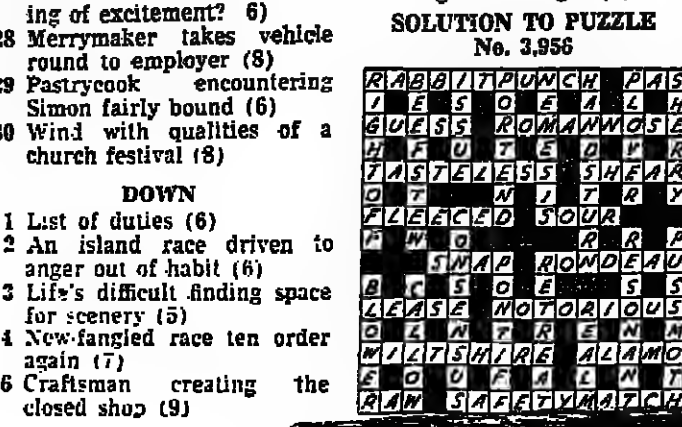 ing of excitement? 6)
28 Merrymaker takes vehicle
round to employer (8)
29 Pastrycook encountering
Simon fairly bound (6)
30 Wind with qualities of a
church festival (8)
DOWN
1 List of duties (6)
2 An island race driven to
anger out of habit (6)
3 Life's difficult finding space
for scenery (5)
4 New-fangled race ten order
again (7)
6 Craftsman creating the
closed shop (9)
SOLUTION TO PUZZLE
No. 3,956
RABBITPUNCH PAS
I E S O E A L H
GUESS ROMANNOSE
H F U T E D Y R
TASTELESS SHEAR
O T N I T R Y
FLEECED SOUR
F W O R R P
SNAP RONDEAU
B C S O E S S
LEASE NOTORIOUS
O L N T R E N M
WILTSHIRE ALAMO
E O U F A L N T
RAW SAFETYMATCH